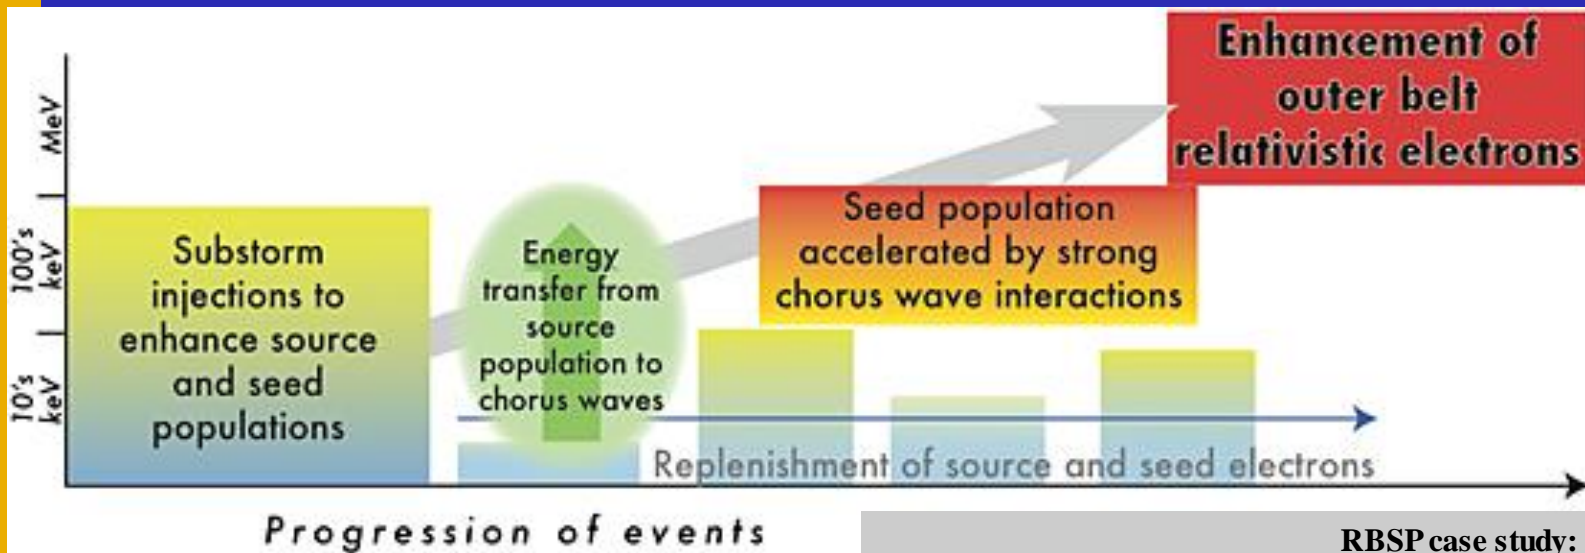 MeV
100's
keV
10's
keV
Substorm
injections to
enhance source
and seed
populations
Energy
transfer from
source
population to
chorus waves
Seed population
accelerated by strong
chorus wave interactions
Enhancement of
outer belt
relativistic electrons
Replenishment of source and seed electrons
Progression of events
RBSP case study: